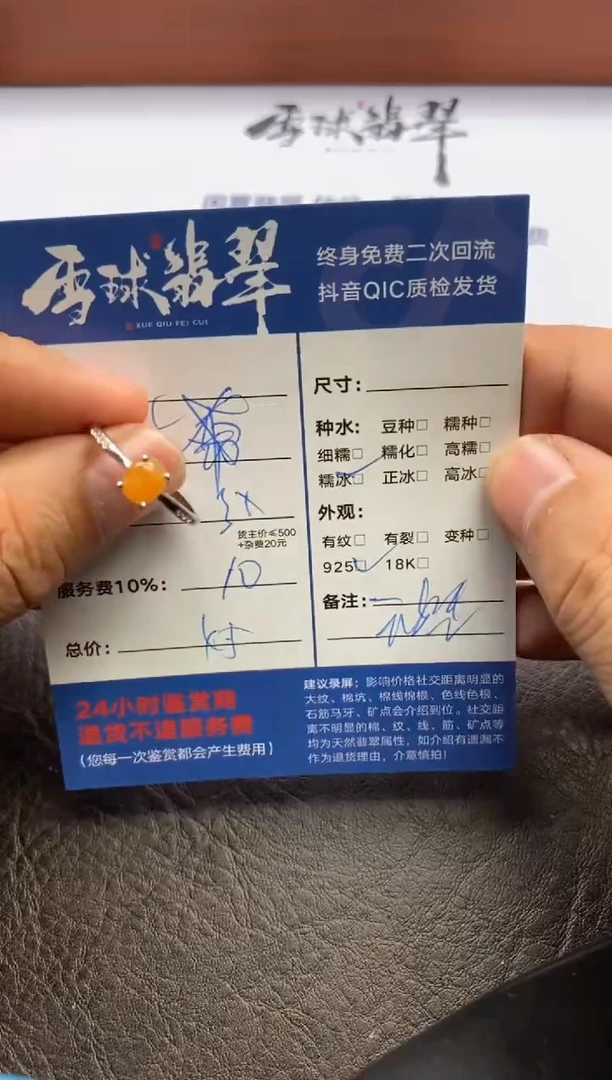 雪球翡翠
雪球翡翠
XUE QIU FEI CUI
终身免费二次回流
抖音QIC质检发货
货主价≤500
+杂费20元
服务费10%：
10
总价：
尺寸：
种水： 豆种□ 糯种□
细糯□ 糯化□ 高糯□
糯冰□ 正冰□ 高冰□
外观：
有纹□ 有裂□ 变种□
925□ 18K□
备注：
24小时鉴赏期
退货不退服务费
（您每一次鉴赏都会产生费用）
建议录屏：影响价格社交距离明显的
大纹、棉坑、棉线棉根、色线色根、
石筋马牙、矿点会介绍到位。社交距
离不明显的棉、纹、线、筋、矿点等
均为天然翡翠属性，如介绍有遗漏不
作为退货理由，介意慎拍！